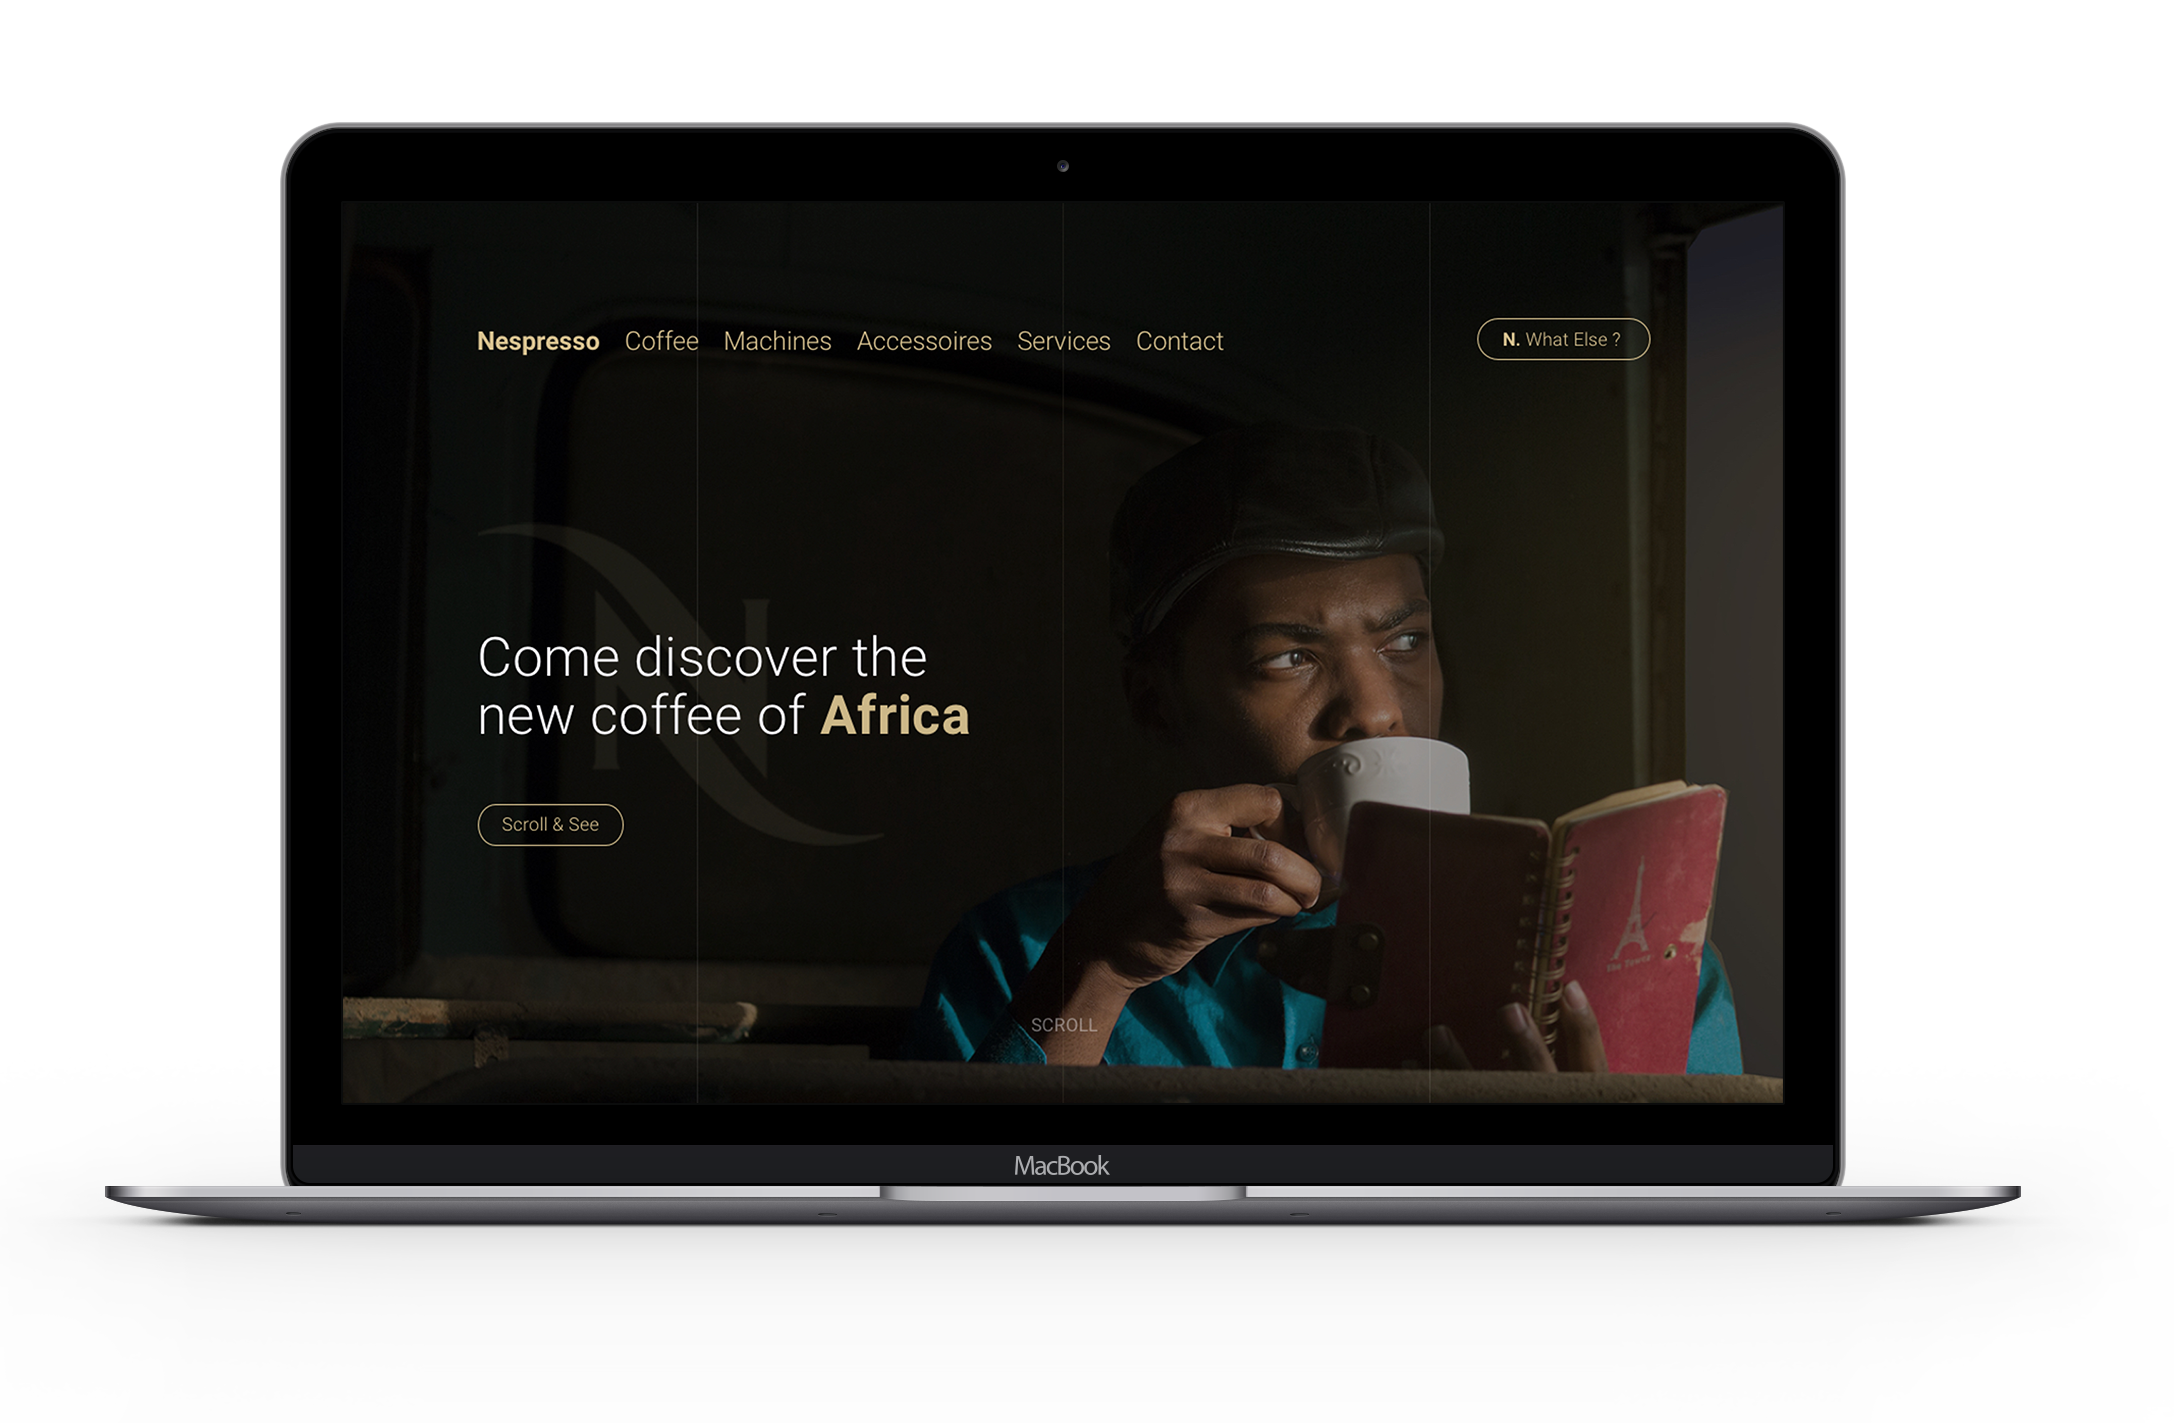 Nespresso Coffee Machines Accessoires Services Contact
N. What Else ?
Come discover the
new coffee of Africa
Scroll & See
SCROLL
MacBook